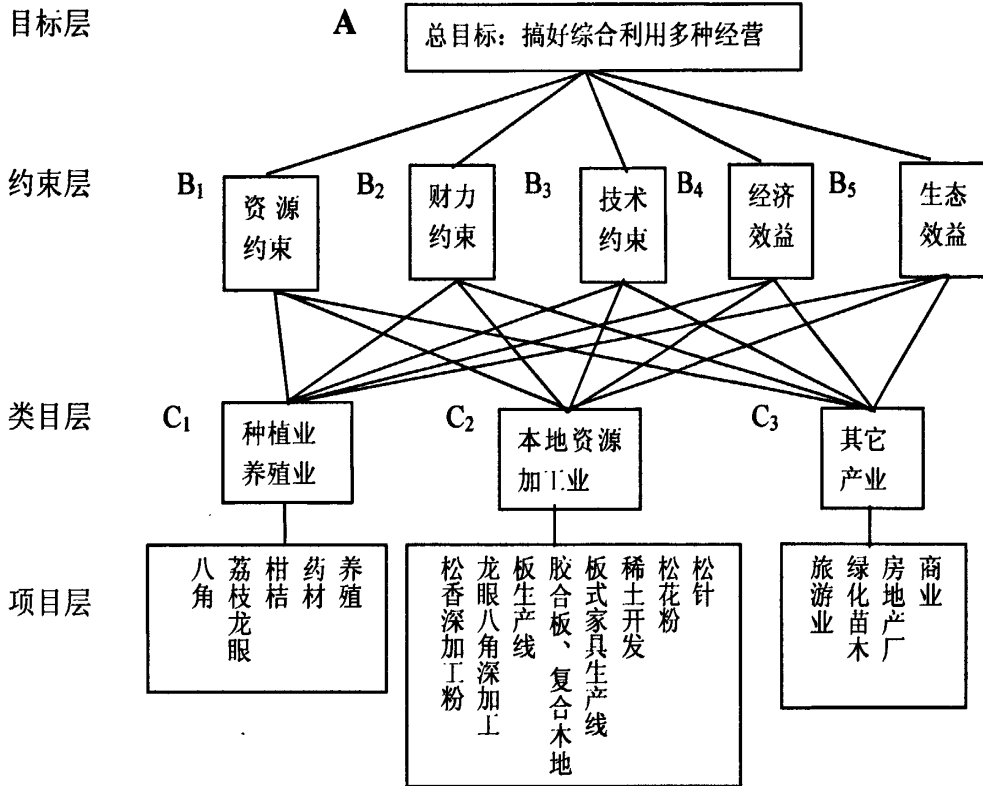 目标层
A
总目标：搞好综合利用多种经营
约束层
B1
资源
约束
B2
财力
约束
B3
技术
约束
B4
经济
效益
B5
生态
效益
类目层
C1
种植业
养殖业
C2
本地资源
加工业
C3
其它
产业
项目层
八角
荔枝龙眼
柑桔
药材
养殖
松香深加工粉
龙眼八角深加工
板生产线
胶合板、复合木地
板式家具生产线
稀土开发
松花粉
松针
旅游业
绿化苗木
房地产厂
商业